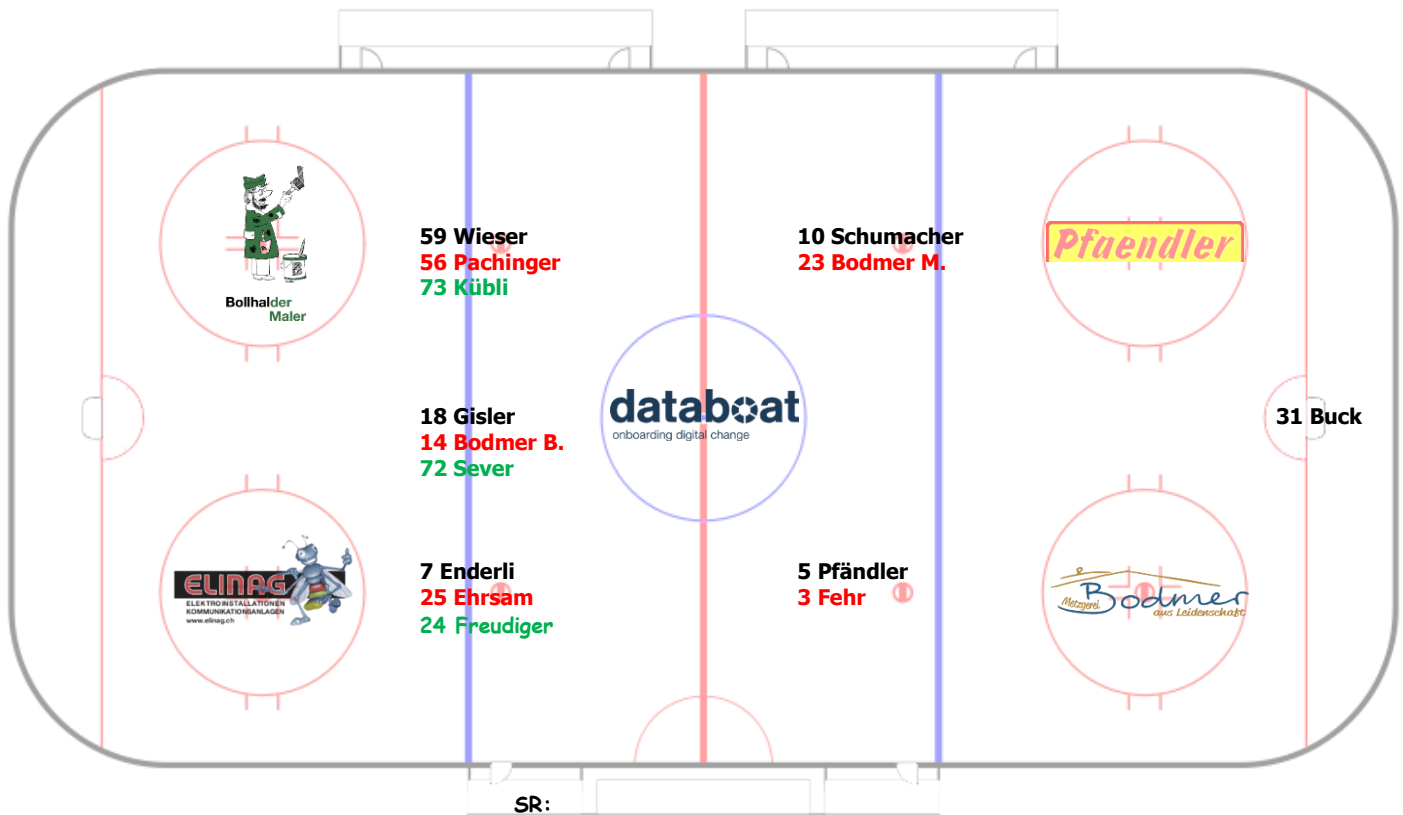 59 Wieser
56 Pachinger
73 Kübli
10 Schumacher
23 Bodmer M.
Pfaendler
Bollhalder
Maler
18 Gisler
14 Bodmer B.
72 Sever
databoat
onboarding digital change
31 Buck
ELINAG
ELEKTROINSTALLATIONEN
KOMMUNIKATIONSANLAGEN
www.elinag.ch
7 Enderli
25 Ehrsam
24 Freudiger
5 Pfändler
3 Fehr
Metzgerei
Bodmer
aus Leidenschaft
SR: